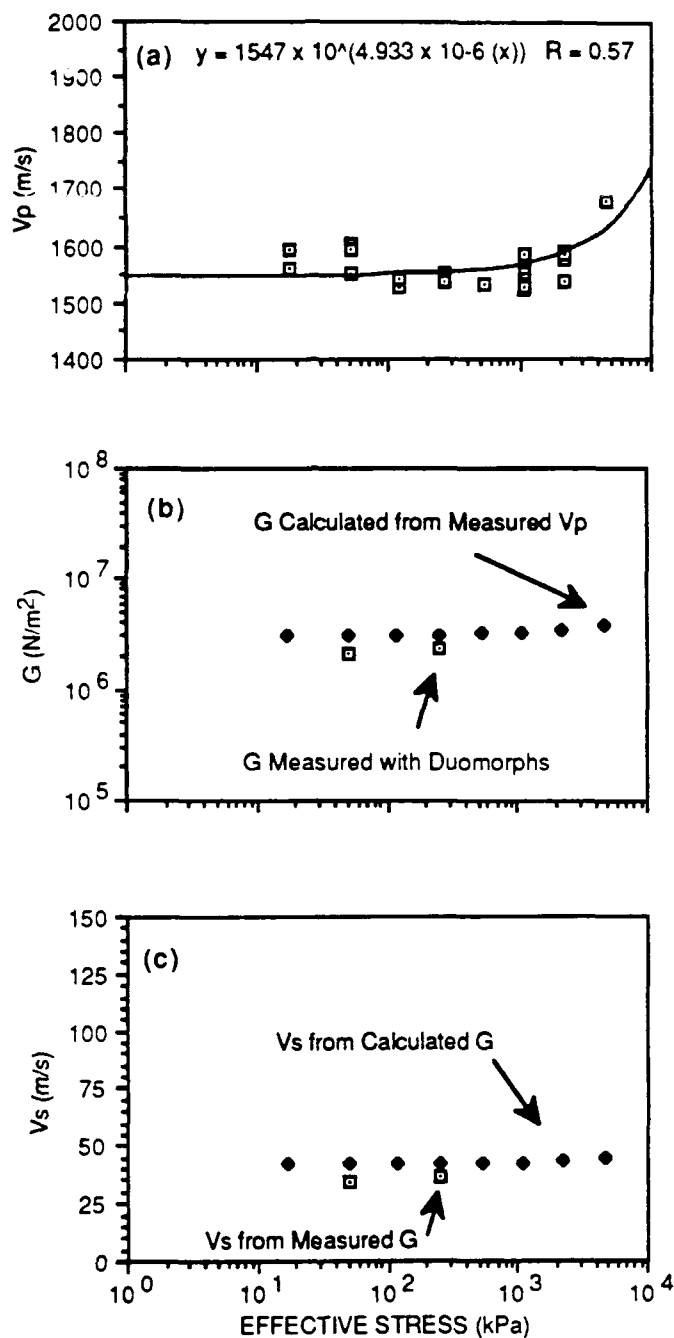 (a) y = 1547 x 10^(4.933 x 10-6 (x)) R = 0.57
2000
1900
1800
1700
1600
1500
1400
Vp (m/s)
(b)
G Calculated from Measured Vp
G Measured with Duomorphs
10^8
10^7
10^6
10^5
G (N/m^2)
(c)
Vs from Calculated G
Vs from Measured G
150
125
100
75
50
25
0
Vs (m/s)
10^0 10^1 10^2 10^3 10^4
EFFECTIVE STRESS (kPa)